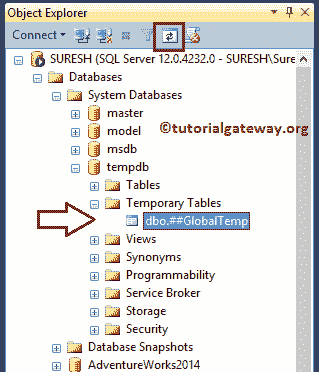 Object Explorer
Connect
SURESH (SQL Server 12.0.4232.0 - SURESH\Sure
Databases
System Databases
master
model
msdb
tempdb
©tutorialgateway.org
Tables
Temporary Tables
dbo.##GlobalTemp
Views
Synonyms
Programmability
Service Broker
Storage
Security
Database Snapshots
AdventureWorks2014